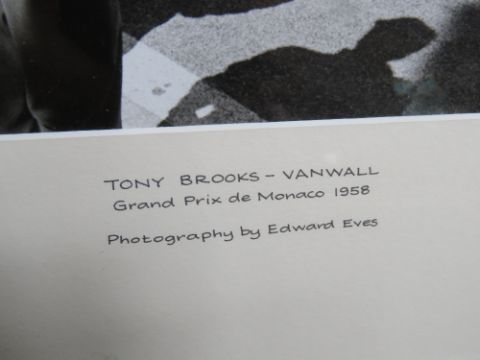 TONY BROOKS - VANWALL
Grand Prix de Monaco 1958
Photography by Edward Eves